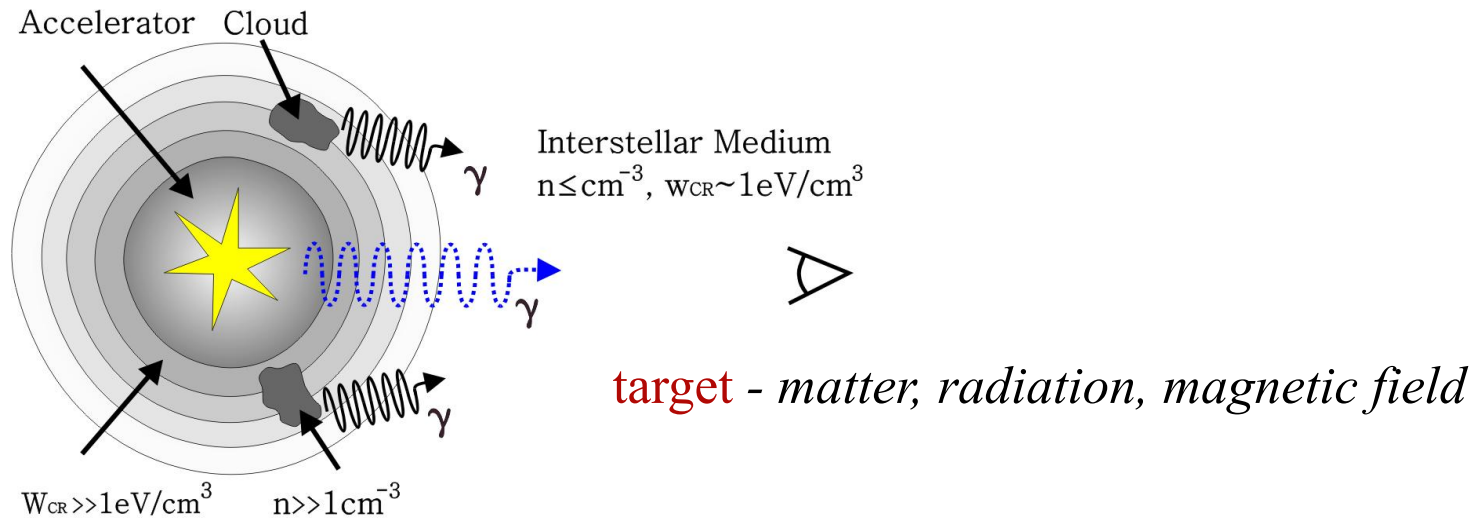 Accelerator Cloud
γ
Interstellar Medium
n≤cm⁻³, wCR~1eV/cm³
γ
target - matter, radiation, magnetic field
γ
WCR>>1eV/cm³ n>>1cm⁻³